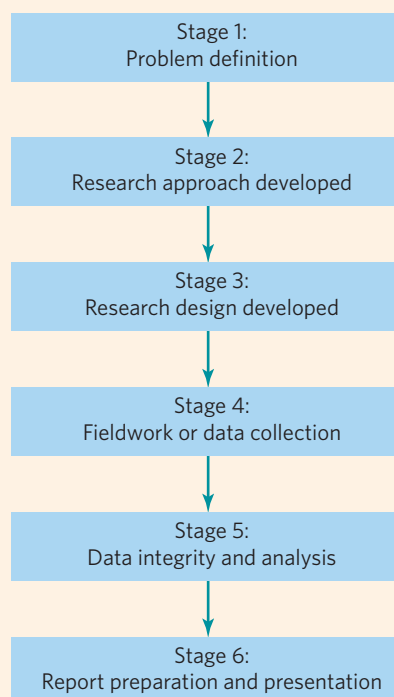 Stage 1:
Problem definition
Stage 2:
Research approach developed
Stage 3:
Research design developed
Stage 4:
Fieldwork or data collection
Stage 5:
Data integrity and analysis
Stage 6:
Report preparation and presentation